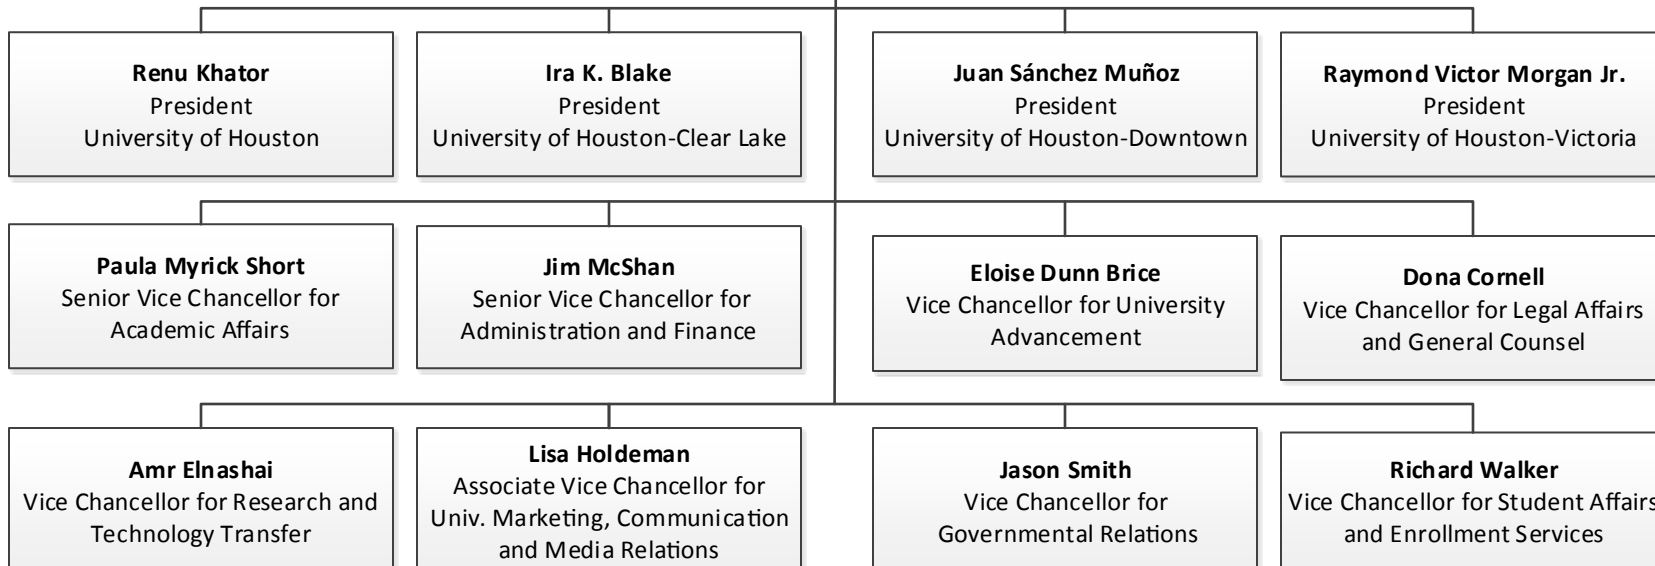 Renu Khator
President
University of Houston
Ira K. Blake
President
University of Houston-Clear Lake
Juan Sánchez Muñoz
President
University of Houston-Downtown
Raymond Victor Morgan Jr.
President
University of Houston-Victoria
Paula Myrick Short
Senior Vice Chancellor for
Academic Affairs
Jim McShan
Senior Vice Chancellor for
Administration and Finance
Eloise Dunn Brice
Vice Chancellor for University
Advancement
Dona Cornell
Vice Chancellor for Legal Affairs
and General Counsel
Amr Elnashai
Vice Chancellor for Research and
Technology Transfer
Lisa Holdeman
Associate Vice Chancellor for
Univ. Marketing, Communication
and Media Relations
Jason Smith
Vice Chancellor for
Governmental Relations
Richard Walker
Vice Chancellor for Student Affairs
and Enrollment Services